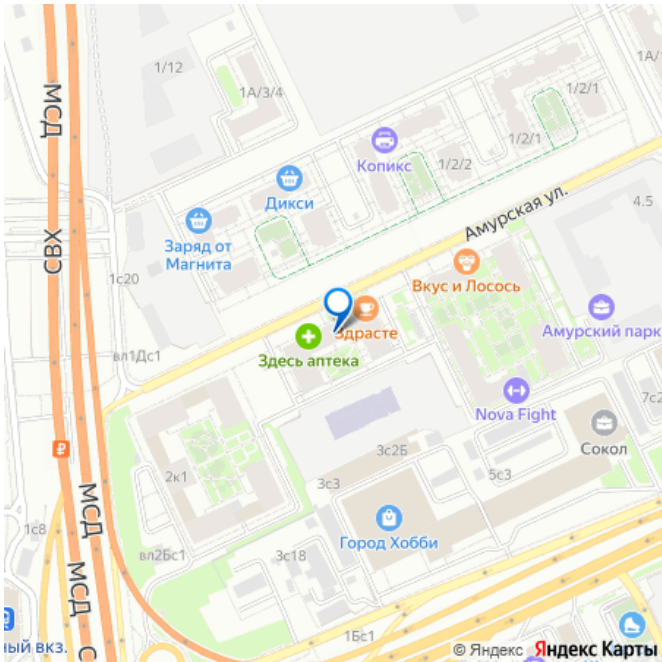 МСД
1/12
1А/3/4
1/2/1
1/2/1
1/2/2
Копикс
Дикси
Заряд от
Магнита
Амурская ул.
4.5
СВХ
1с20
Вкус и Лосось
Здрасте
Здесь аптека
Амурский парк
вл1Дс1
Nova Fight
7с2
Сокол
3с2Б
5с3
2к1
3с3
МСД
1с8
Город Хобби
вл2Бс1
3с18
МСД
1Бс1
ный вкз.
С
© Яндекс Яндекс Карты